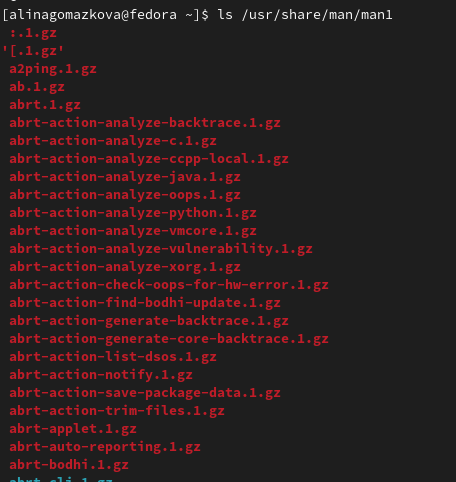 [alinagomazkova@fedora ~]$ ls /usr/share/man/man1
:.1.gz
'[.1.gz'
a2ping.1.gz
ab.1.gz
abrt.1.gz
abrt-action-analyze-backtrace.1.gz
abrt-action-analyze-c.1.gz
abrt-action-analyze-ccpp-local.1.gz
abrt-action-analyze-java.1.gz
abrt-action-analyze-oops.1.gz
abrt-action-analyze-python.1.gz
abrt-action-analyze-vmcore.1.gz
abrt-action-analyze-vulnerability.1.gz
abrt-action-analyze-xorg.1.gz
abrt-action-check-oops-for-hw-error.1.gz
abrt-action-find-bodhi-update.1.gz
abrt-action-generate-backtrace.1.gz
abrt-action-generate-core-backtrace.1.gz
abrt-action-list-dsos.1.gz
abrt-action-notify.1.gz
abrt-action-save-package-data.1.gz
abrt-action-trim-files.1.gz
abrt-applet.1.gz
abrt-auto-reporting.1.gz
abrt-bodhi.1.gz
abrt-cli.1.gz